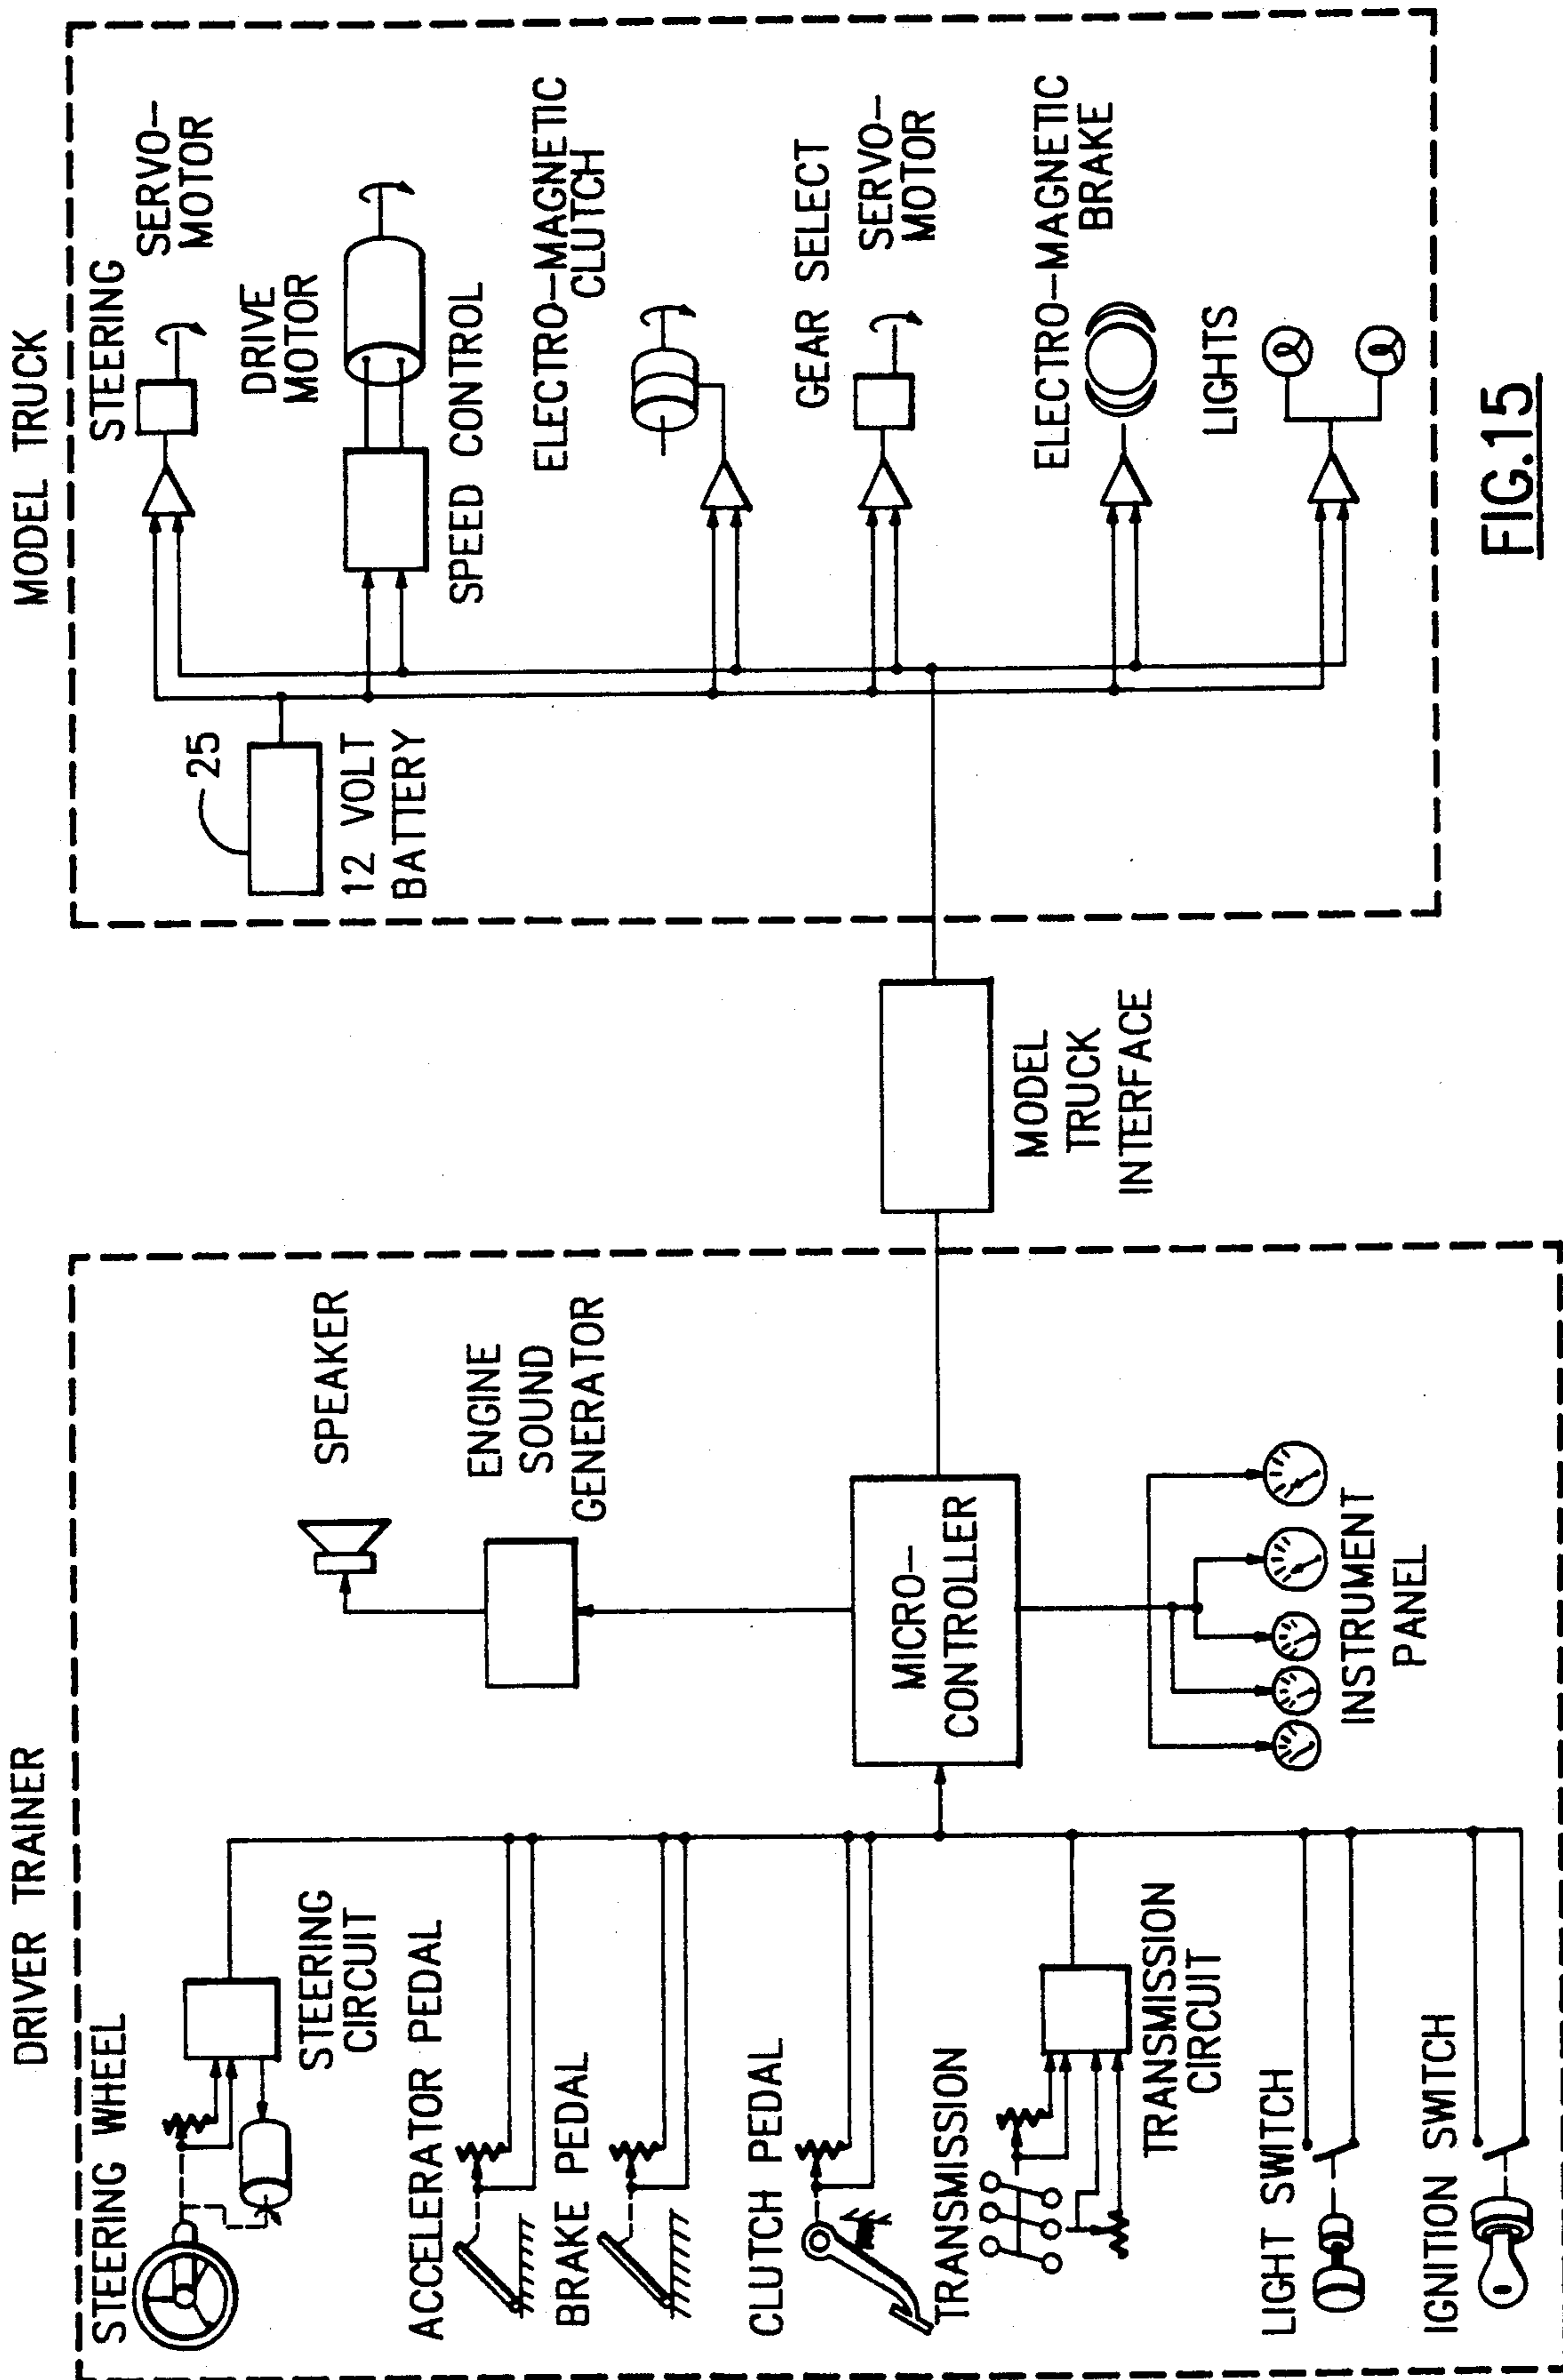 DRIVER TRAINER
STEERING WHEEL
STEERING
CIRCUIT
ACCELERATOR PEDAL
BRAKE PEDAL
CLUTCH PEDAL
TRANSMISSION
TRANSMISSION
CIRCUIT
LIGHT SWITCH
IGNITION SWITCH
SPEAKER
ENGINE
SOUND
GENERATOR
MICRO-
CONTROLLER
INSTRUMENT
PANEL
MODEL
TRUCK
INTERFACE
MODEL TRUCK
25
12 VOLT
BATTERY
STEERING
SERVO-
MOTOR
DRIVE
MOTOR
SPEED CONTROL
ELECTRO-MAGNETIC
CLUTCH
GEAR SELECT
SERVO-
MOTOR
ELECTRO-MAGNETIC
BRAKE
LIGHTS
FIG.15